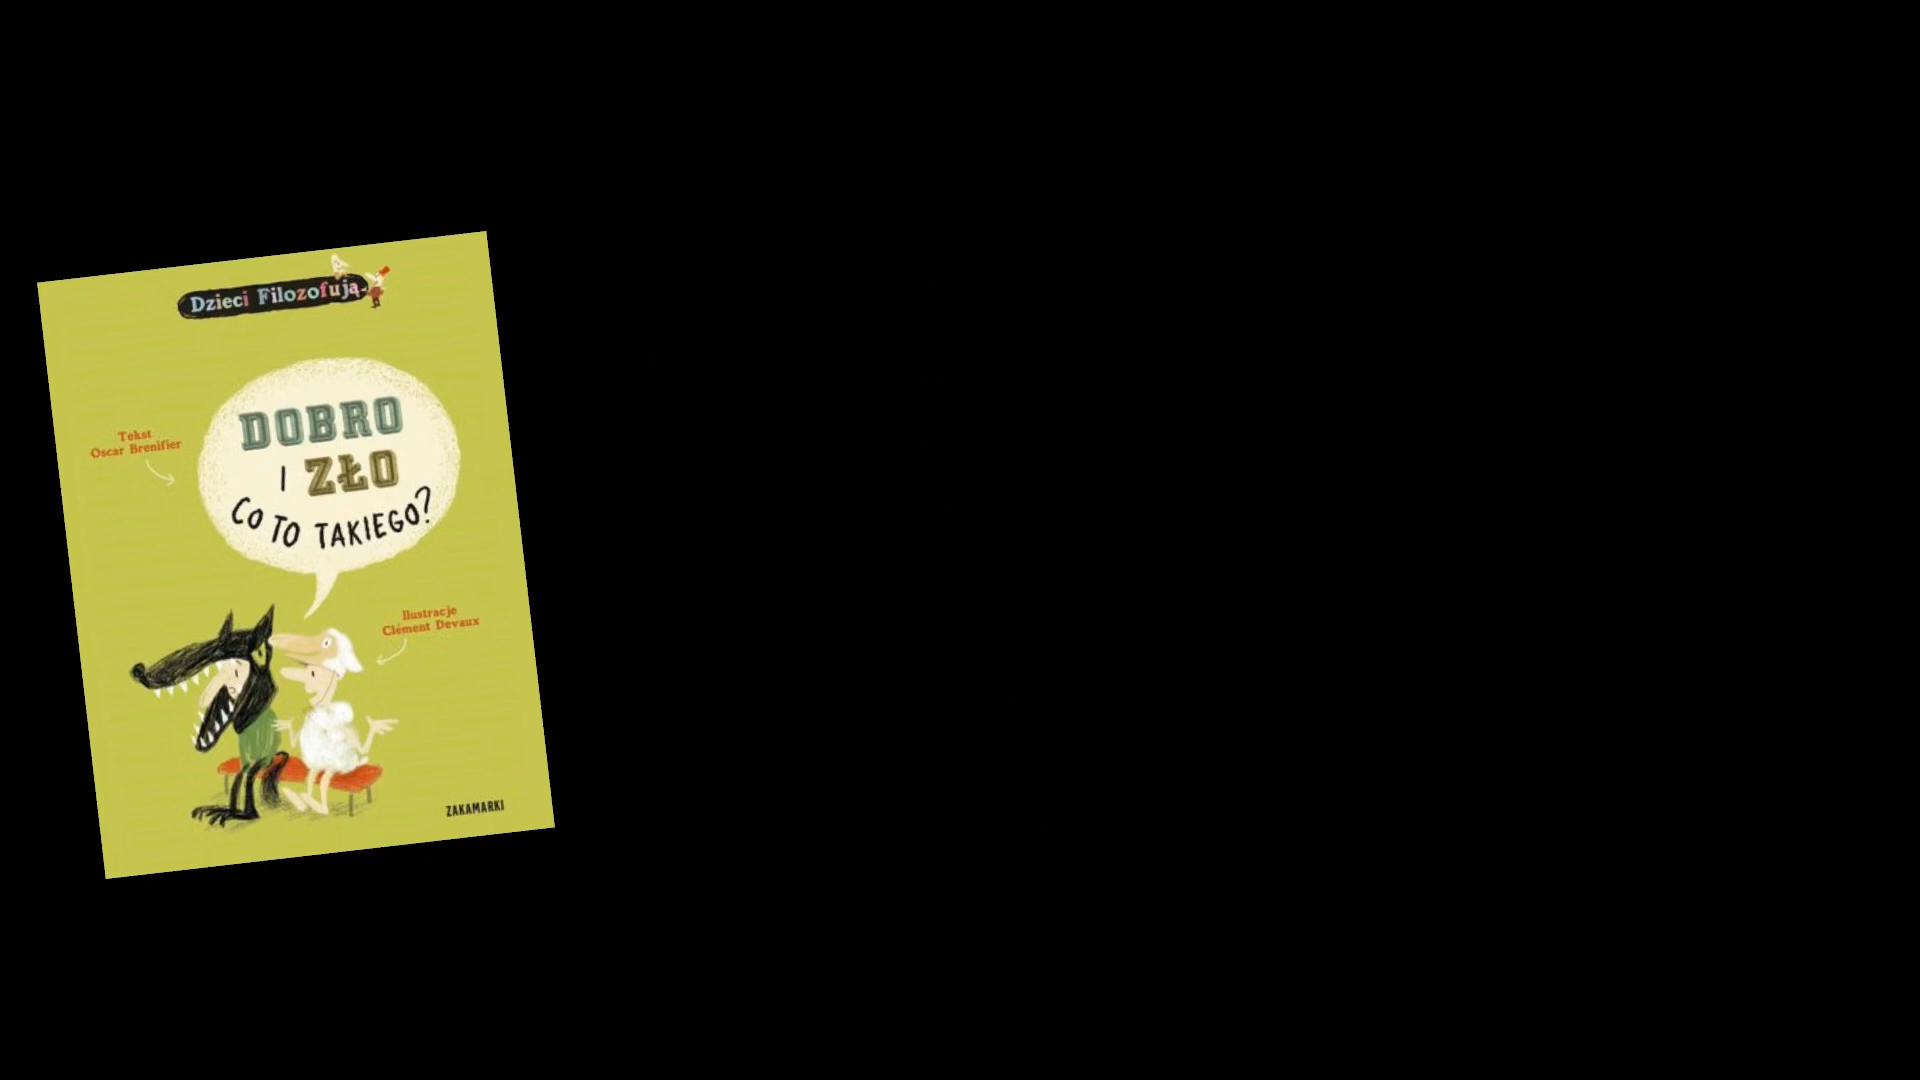 Dzieci Filozofują
DOBRO
I ZŁO
CO TO TAKIEGO?
Tekst
Oscar Brenifier
Ilustracje
Clément Devaux
ZAKAMARKI